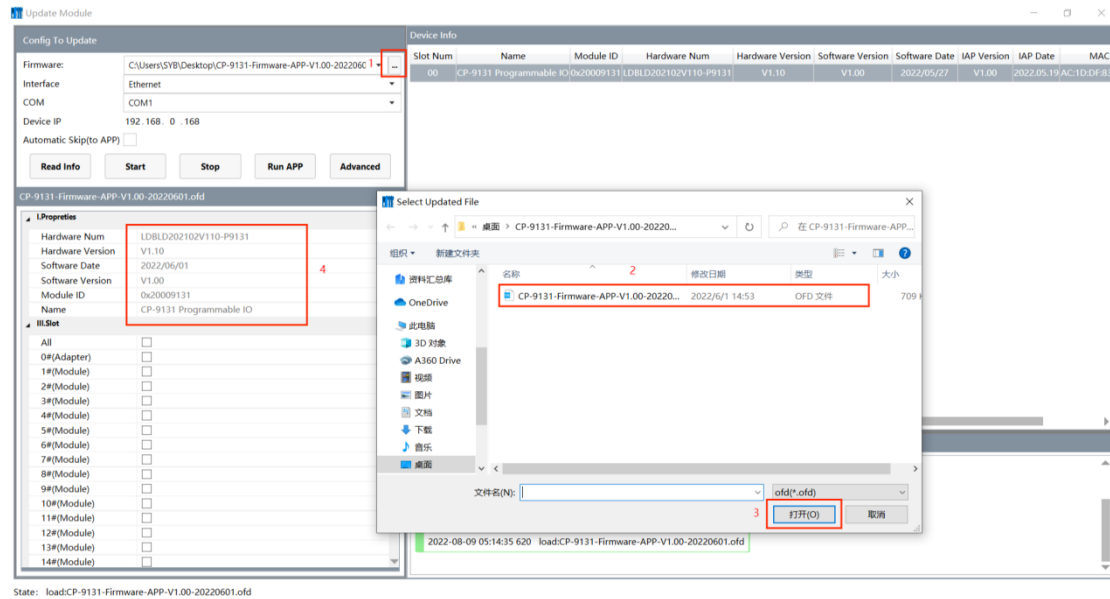 Update Module
Config To Update
Firmware: C:\Users\SYB\Desktop\CP-9131-Firmware-APP-V1.00-2022060 1 ...
Interface Ethernet
COM COM1
Device IP 192.168. 0 .168
Automatic Skip(to APP)
Read Info Start Stop Run APP Advanced
Device Info
Slot Num Name Module ID Hardware Num Hardware Version Software Version Software Date IAP Version IAP Date MAC
00 CP-9131 Programmable IO 0x20009131 LDBLD202102V110-P9131 V1.10 V1.00 2022/05/27 V1.00 2022.05.19 AC:1D:DF:83
CP-9131-Firmware-APP-V1.00-20220601.ofd
I.Propreties
Hardware Num LDBLD202102V110-P9131
Hardware Version V1.10
Software Date 2022/06/01
Software Version V1.00
Module ID 0x20009131
Name CP-9131 Programmable IO
4
III.Slot
All
0#(Adapter)
1#(Module)
2#(Module)
3#(Module)
4#(Module)
5#(Module)
6#(Module)
7#(Module)
8#(Module)
9#(Module)
10#(Module)
11#(Module)
12#(Module)
13#(Module)
14#(Module)
Select Updated File
« 桌面 › CP-9131-Firmware-APP-V1.00-20220... 在 CP-9131-Firmware-APP...
组织 新建文件夹
名称 2 修改日期 类型 大小
CP-9131-Firmware-APP-V1.00-20220... 2022/6/1 14:53 OFD 文件 709
资料汇总库
OneDrive
此电脑
3D 对象
A360 Drive
视频
图片
文档
下载
音乐
桌面
文件名(N): ofd(*.ofd)
3 打开(O) 取消
2022-08-09 05:14:35 620 load:CP-9131-Firmware-APP-V1.00-20220601.ofd
State: load:CP-9131-Firmware-APP-V1.00-20220601.ofd